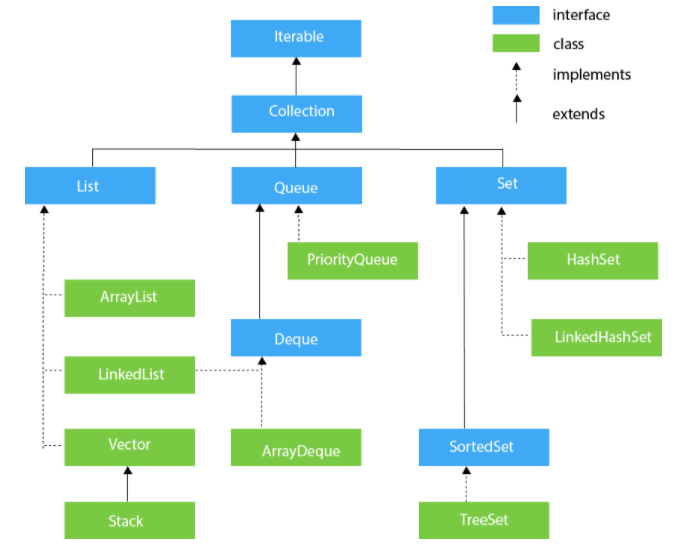 Iterable
interface
class
implements
extends
Collection
List
Queue
Set
PriorityQueue
HashSet
ArrayList
Deque
LinkedHashSet
LinkedList
Vector
ArrayDeque
SortedSet
Stack
TreeSet